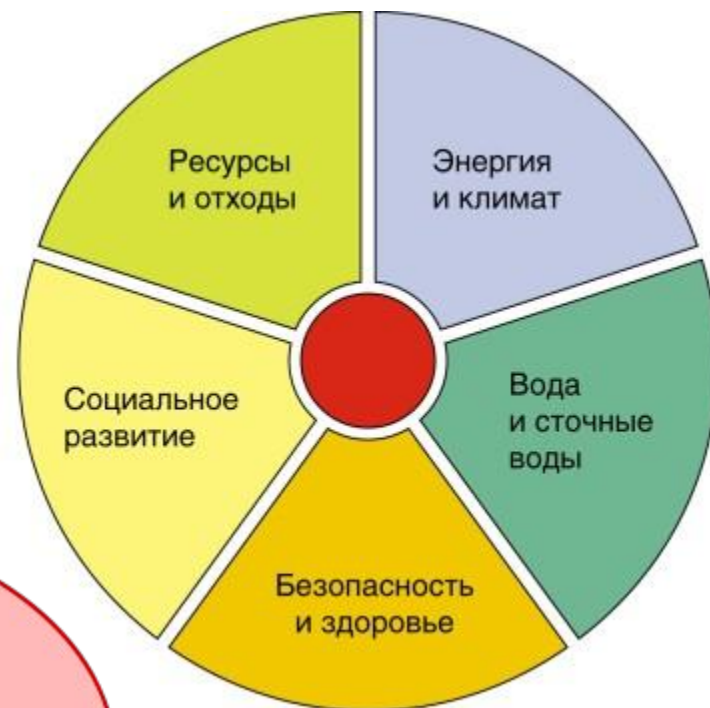 Ресурсы
и отходы
Энергия
и климат
Вода
и сточные
воды
Безопасность
и здоровье
Социальное
развитие